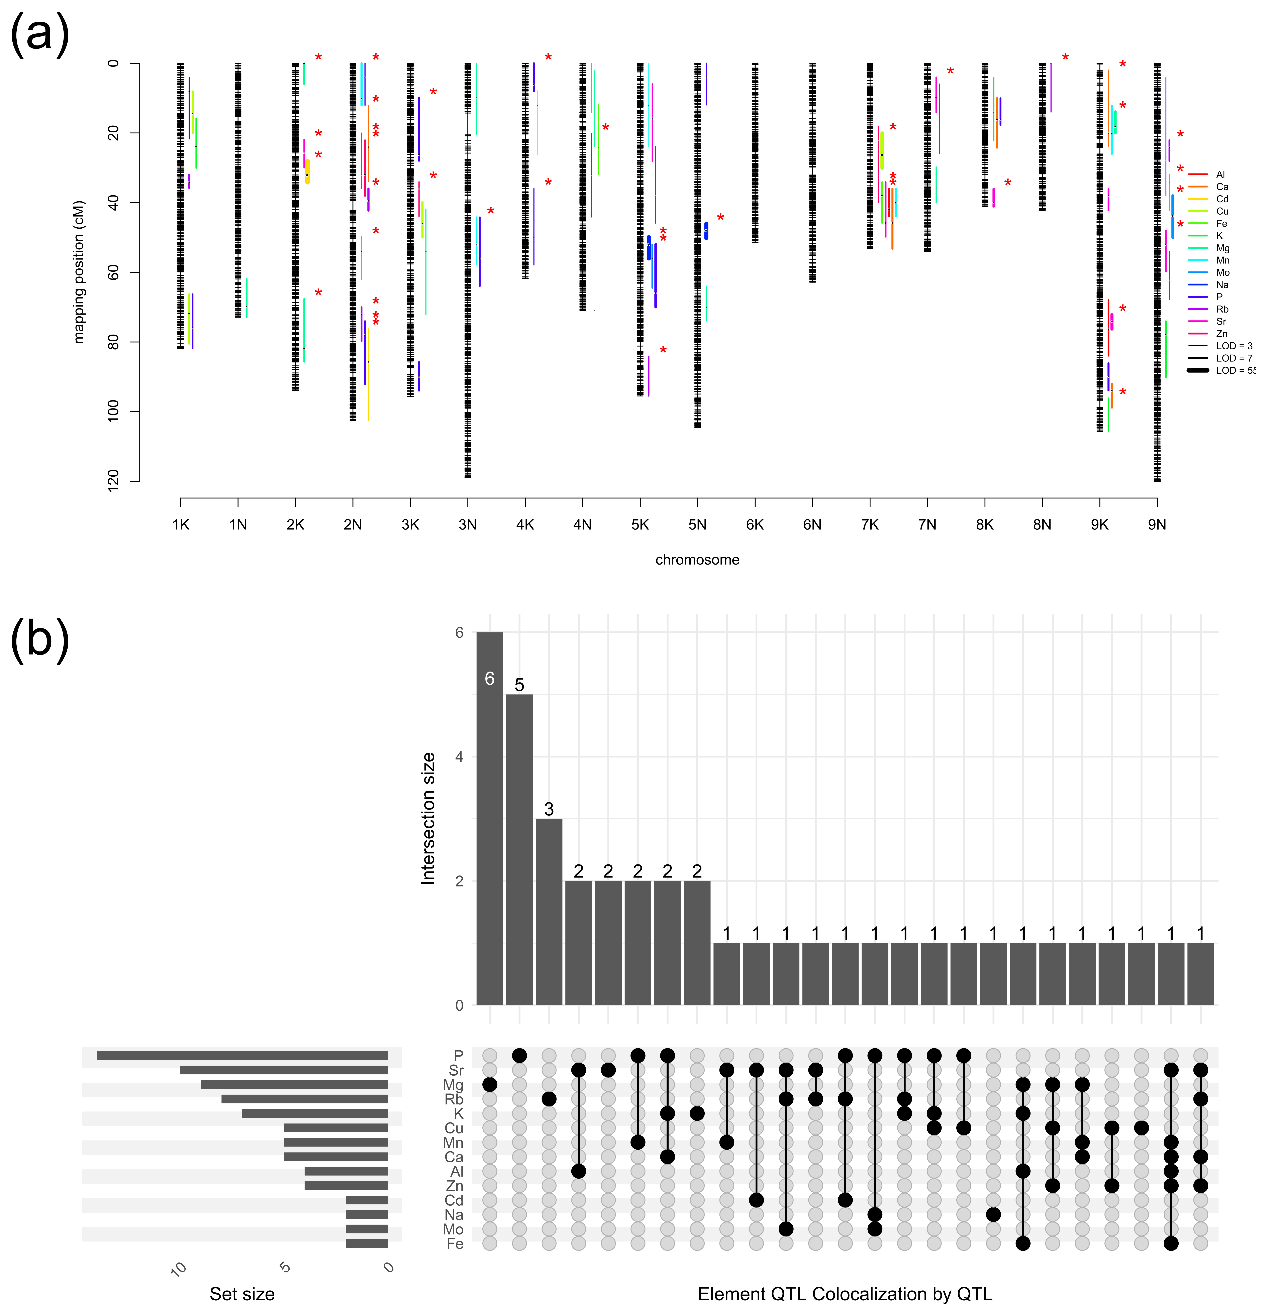 (a)
0
20
40
60
80
100
120
mapping position (cM)
1K 1N 2K 2N 3K 3N 4K 4N 5K 5N 6K 6N 7K 7N 8K 8N 9K 9N
chromosome
Al
Ca
Cd
Cu
Fe
K
Mg
Mn
Mo
Na
P
Rb
Sr
Zn
LOD = 3
LOD = 7
LOD = 55
(b)
6
4
2
0
Intersection size
6 5 3 2 2 2 2 2 1 1 1 1 1 1 1 1 1 1 1 1 1 1 1 1 1
P
Sr
Mg
Rb
K
Cu
Mn
Ca
Al
Zn
Cd
Na
Mo
Fe
10 5 0
Set size
Element QTL Colocalization by QTL